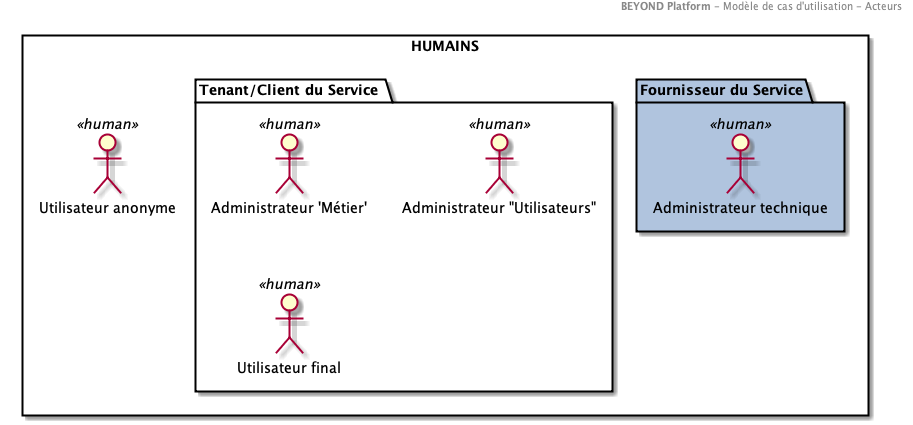 BEYOND Platform – Modèle de cas d'utilisation – Acteurs
HUMAINS
Tenant/Client du Service
Fournisseur du Service
«human»
Utilisateur anonyme
«human»
Administrateur 'Métier'
«human»
Administrateur "Utilisateurs"
«human»
Administrateur technique
«human»
Utilisateur final